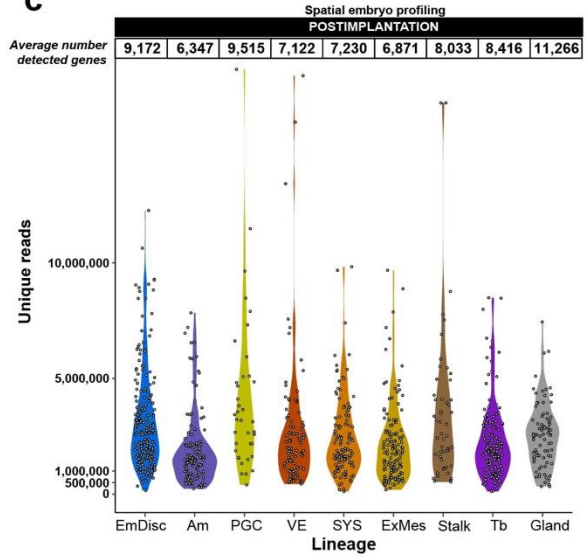 C
Spatial embryo profiling
POSTIMPLANTATION
Average number detected genes
9,172 6,347 9,515 7,122 7,230 6,871 8,033 8,416 11,266
Unique reads
10,000,000
5,000,000
1,000,000
500,000
0
EmDisc Am PGC VE SYS ExMes Stalk Tb Gland
Lineage